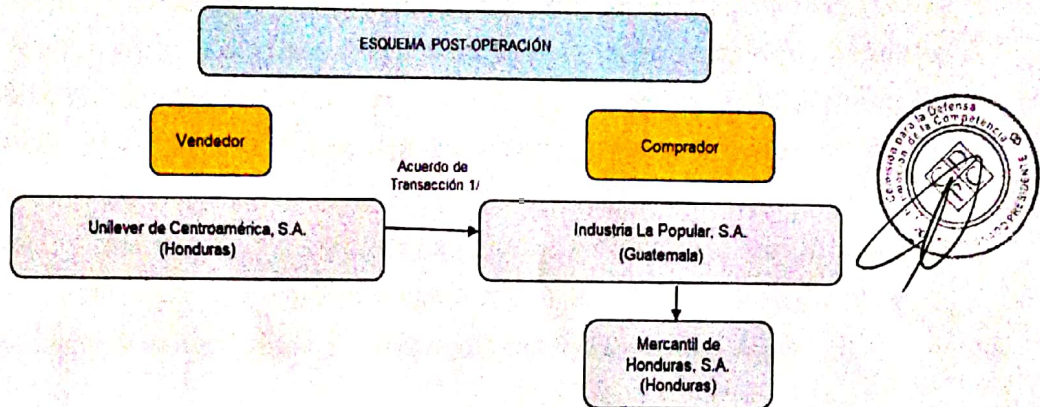 ESQUEMA POST-OPERACIÓN
Vendedor
Comprador
Acuerdo de
Transacción 1/
Unilever de Centroamérica, S.A.
(Honduras)
Industria La Popular, S.A.
(Guatemala)
Mercantil de
Honduras, S.A.
(Honduras)
Comisión para la Defensa
de la Competencia
PRESIDENTE